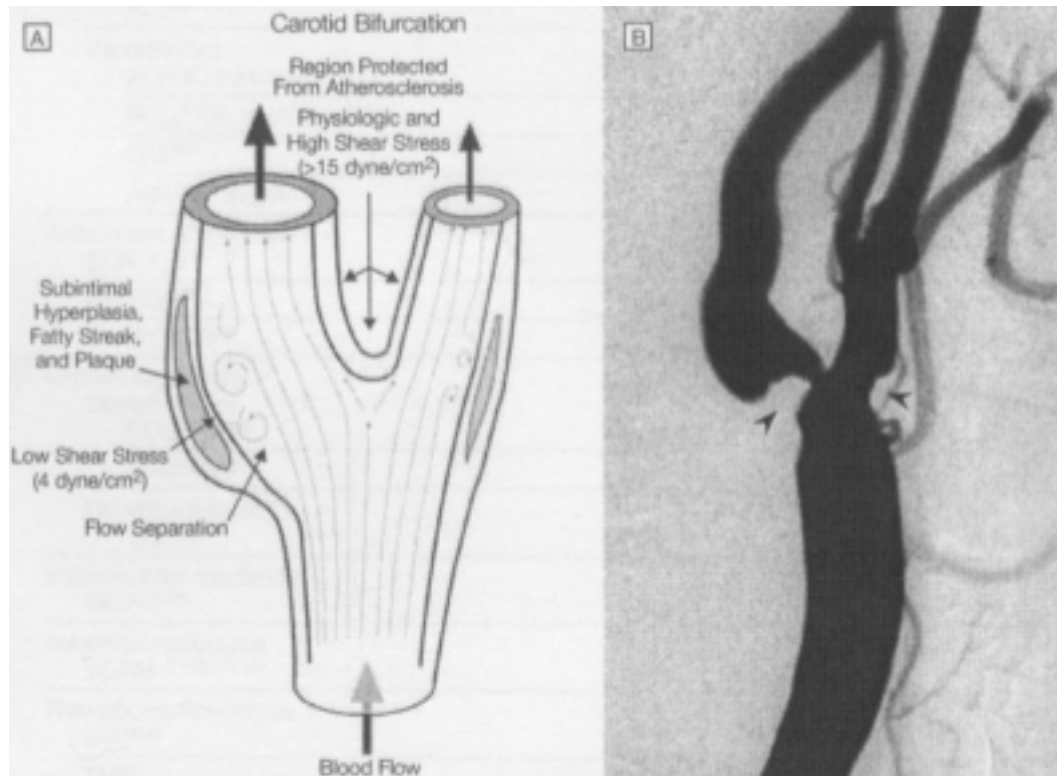 A
Carotid Bifurcation
Region Protected
From Atherosclerosis
Physiologic and
High Shear Stress
(>15 dyne/cm²)
Subintimal
Hyperplasia,
Fatty Streak,
and Plaque
Low Shear Stress
(4 dyne/cm²)
Flow Separation
Blood Flow
B